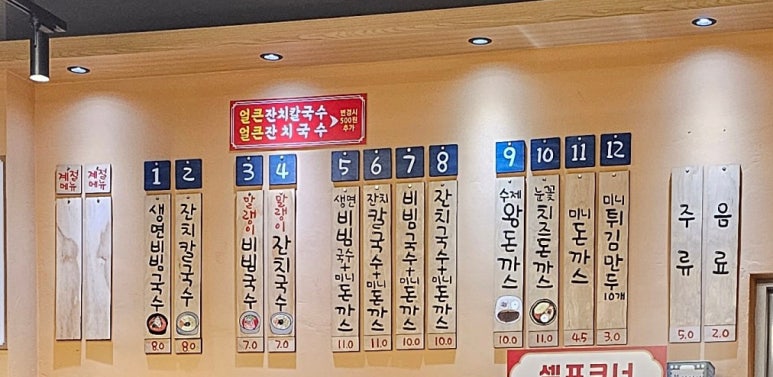 얼큰잔치칼국수
얼큰잔치국수
변경시
500원
추가
계절
메뉴
계절
메뉴
1
생면비빔국수
8.0
2
잔치칼국수
8.0
3
말랭이비빔국수
7.0
4
말랭이잔치국수
7.0
5
생면비빔국수+미니돈까스
11.0
6
잔치칼국수+미니돈까스
11.0
7
비빔국수+미니돈까스
10.0
8
잔치국수+미니돈까스
10.0
9
수제왕돈까스
10.0
10
눈꽃치즈돈까스
11.0
11
미니돈까스
4.5
12
미니튀김만두10개
3.0
주류
5.0
음료
2.0
셀프코너